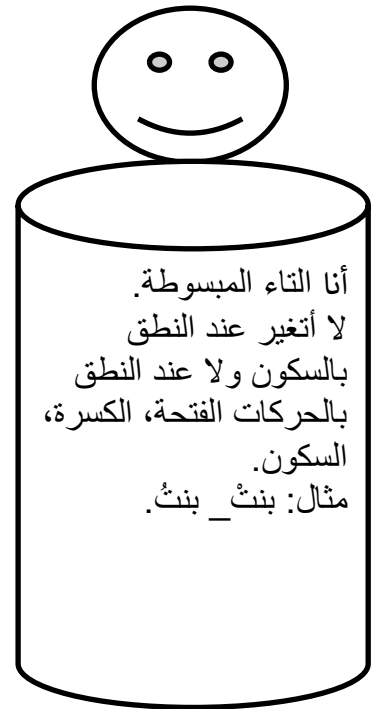 أنا التاء المبسوطة.
لا أتغير عند النطق
بالسكون ولا عند النطق
بالحركات الفتحة، الكسرة،
السكون.
مثال: بنتْ_ بنتُ.